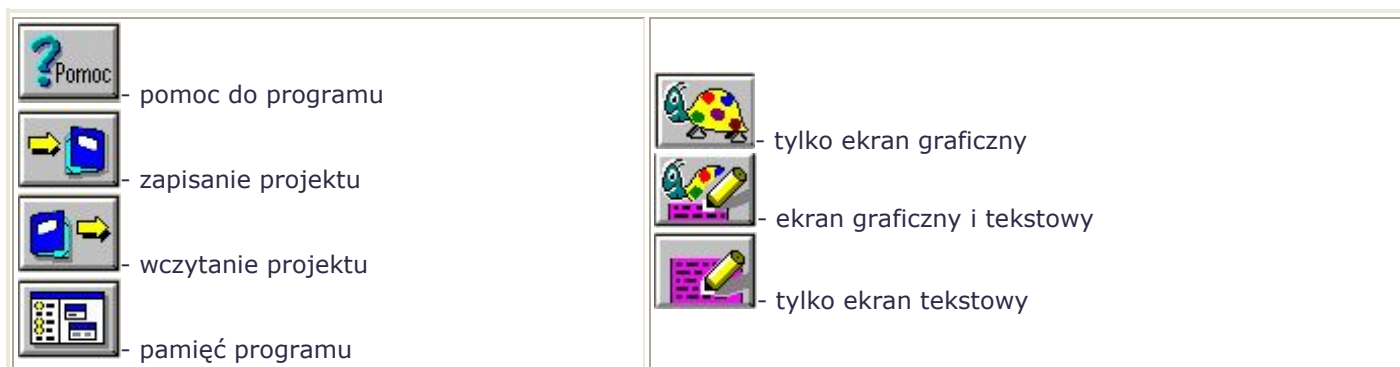 Pomoc
- pomoc do programu
- zapisanie projektu
- wczytanie projektu
- pamięć programu
- tylko ekran graficzny
- ekran graficzny i tekstowy
- tylko ekran tekstowy